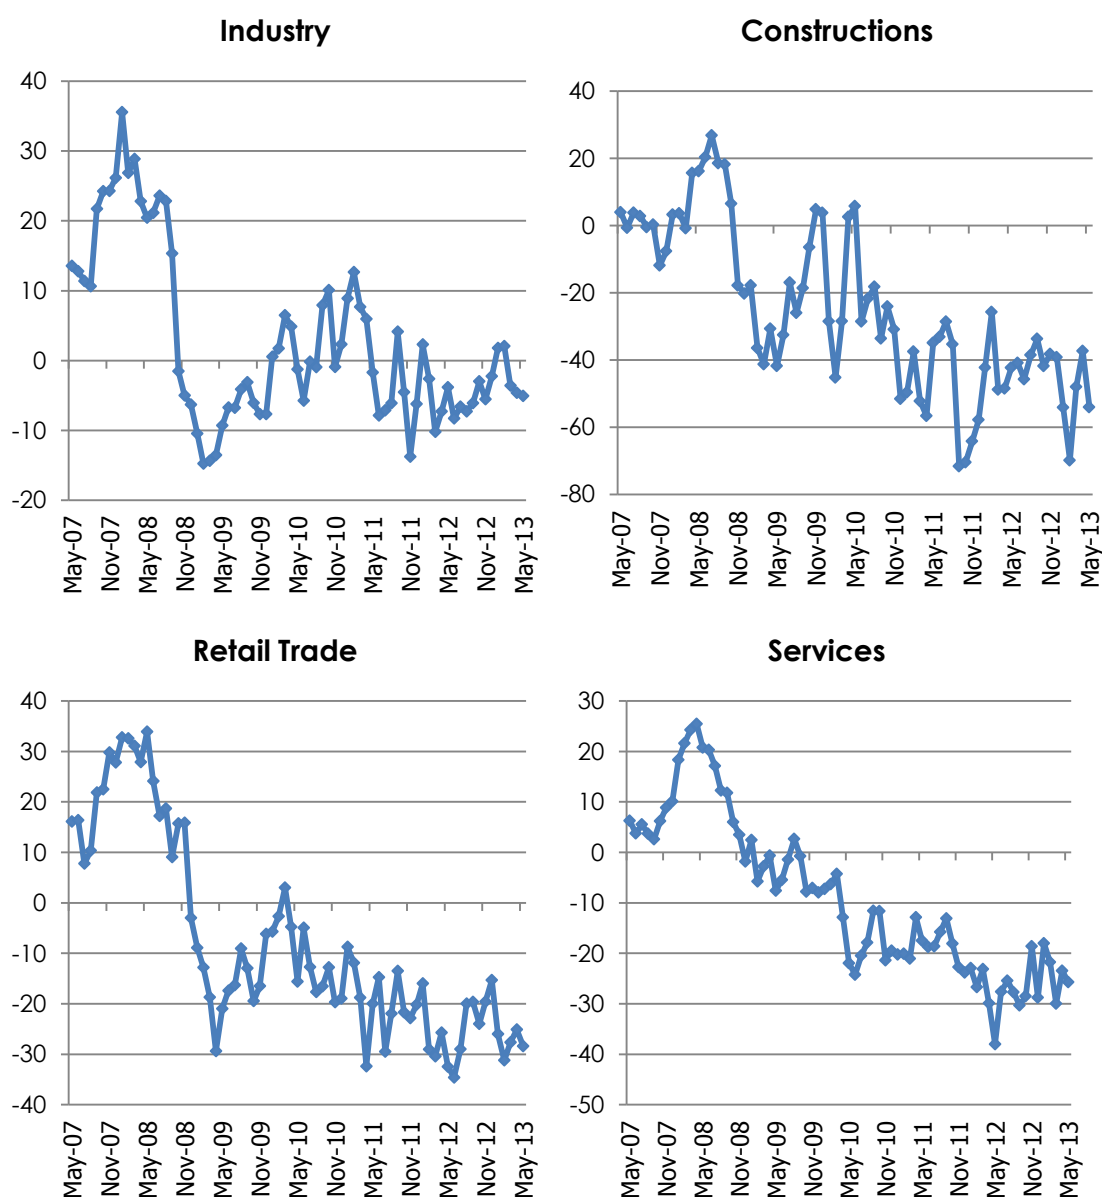 Industry
40
30
20
10
0
-10
-20
May-07
Nov-07
May-08
Nov-08
May-09
Nov-09
May-10
Nov-10
May-11
Nov-11
May-12
Nov-12
May-13
Constructions
40
20
0
-20
-40
-60
-80
May-07
Nov-07
May-08
Nov-08
May-09
Nov-09
May-10
Nov-10
May-11
Nov-11
May-12
Nov-12
May-13
Retail Trade
40
30
20
10
0
-10
-20
-30
-40
May-07
Nov-07
May-08
Nov-08
May-09
Nov-09
May-10
Nov-10
May-11
Nov-11
May-12
Nov-12
May-13
Services
30
20
10
0
-10
-20
-30
-40
-50
May-07
Nov-07
May-08
Nov-08
May-09
Nov-09
May-10
Nov-10
May-11
Nov-11
May-12
Nov-12
May-13